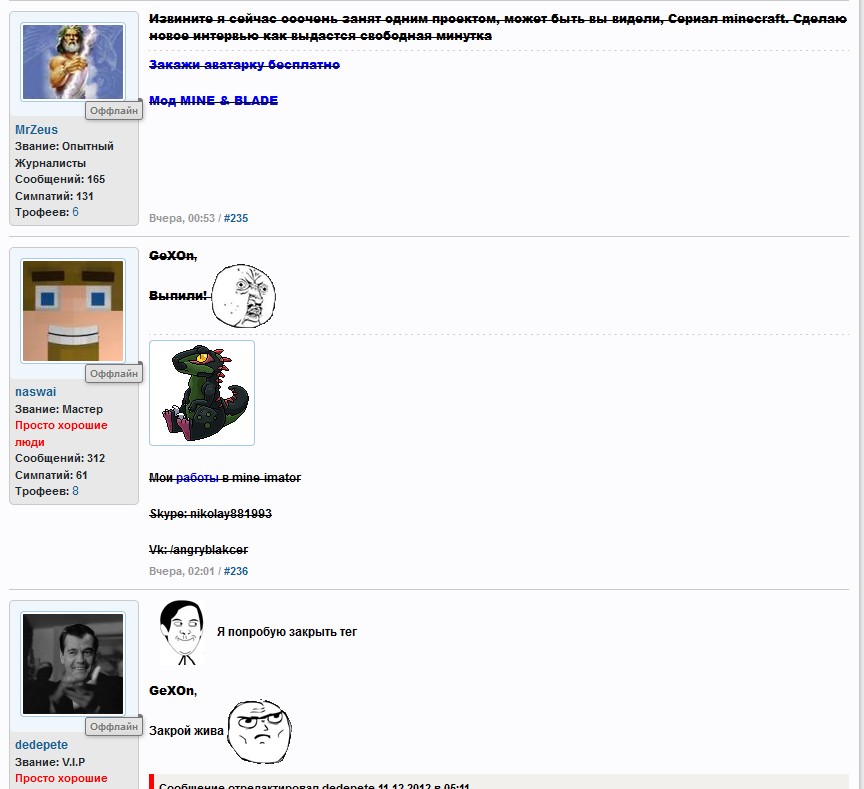 Извините я сейчас ооочень занят одним проектом, может быть вы видели, Сериал minecraft. Сделаю
новое интервью как выдастся свободная минутка
Закажи аватарку бесплатно
Мод MINE & BLADE
Оффлайн
MrZeus
Звание: Опытный
Журналисты
Сообщений: 165
Симпатий: 131
Трофеев: 6
Вчера, 00:53 / #235
GeXOn,
Выпили!
Оффлайн
naswai
Звание: Мастер
Просто хорошие
люди
Сообщений: 312
Симпатий: 61
Трофеев: 8
Мои работы в mine imator
Skype: nikolay881993
Vk: /angryblakcer
Вчера, 02:01 / #236
Я попробую закрыть тег
GeXOn,
Закрой жива
Оффлайн
dedepete
Звание: V.I.P
Просто хорошие
Сообщение отредактировал dedepete 11.12.2012 в 05:11